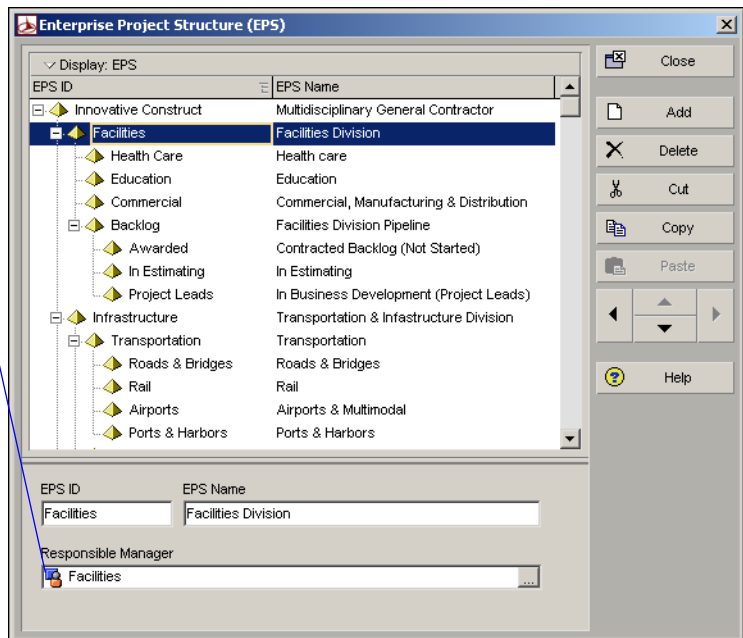 Enterprise Project Structure (EPS)
Display: EPS
EPS ID EPS Name
Innovative Construct Multidisciplinary General Contractor
Facilities Facilities Division
Health Care Health care
Education Education
Commercial Commercial, Manufacturing & Distribution
Backlog Facilities Division Pipeline
Awarded Contracted Backlog (Not Started)
In Estimating In Estimating
Project Leads In Business Development (Project Leads)
Infrastructure Transportation & Infastructure Division
Transportation Transportation
Roads & Bridges Roads & Bridges
Rail Rail
Airports Airports & Multimodal
Ports & Harbors Ports & Harbors
EPS ID EPS Name
Facilities Facilities Division
Responsible Manager
Facilities ...
Close
Add
Delete
Cut
Copy
Paste
Help